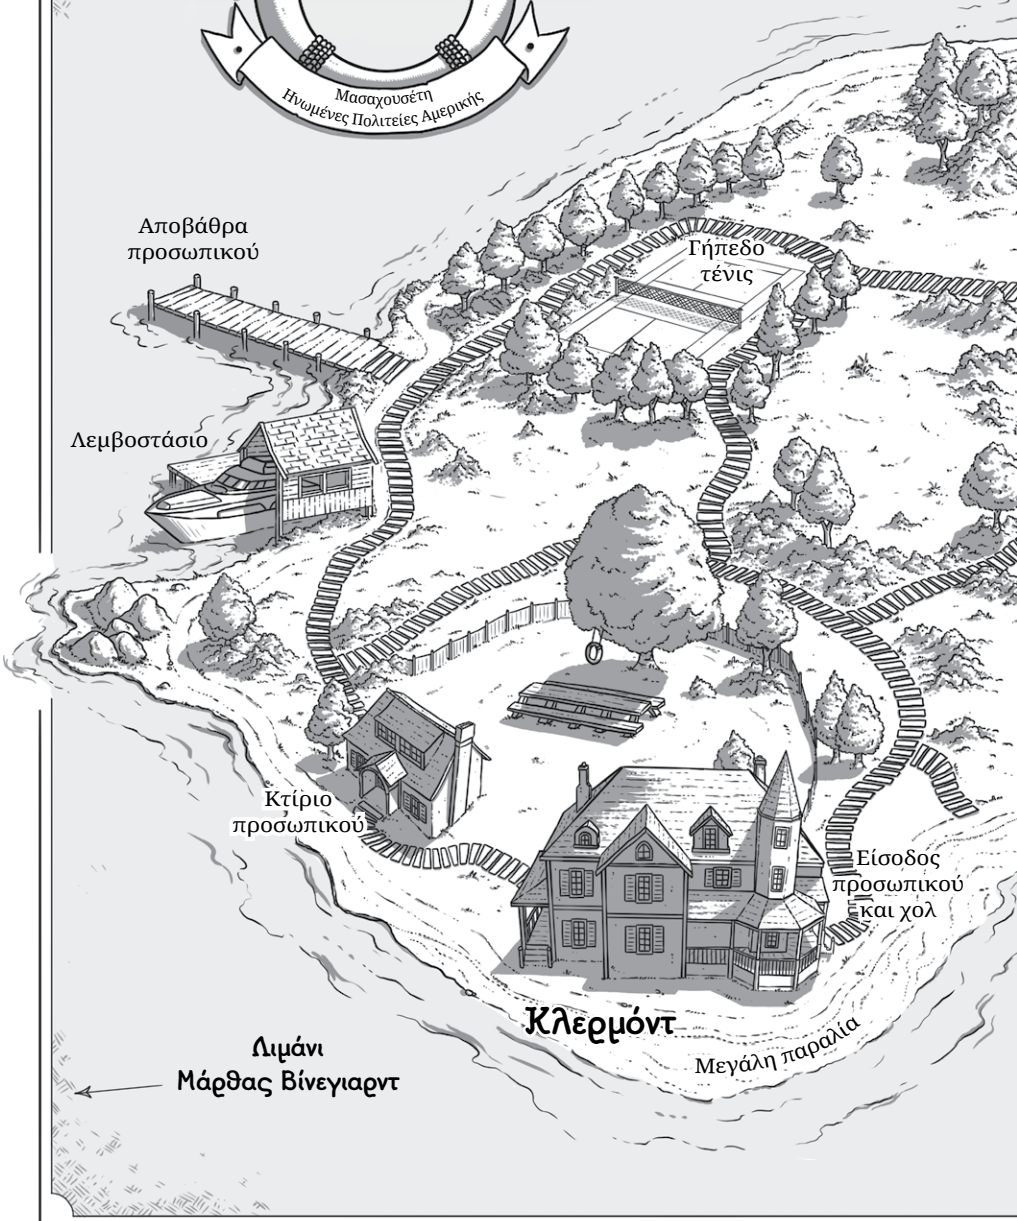 Μασαχουσέτη
Ηνωμένες Πολιτείες Αμερικής
Αποβάθρα
προσωπικού
Γήπεδο
τένις
Λεμβοστάσιο
Κτίριο
προσωπικού
Είσοδος
προσωπικού
και χολ
Κλερμόντ
Μεγάλη παραλία
Λιμάνι
Μάρθας Βίνεγιαρντ